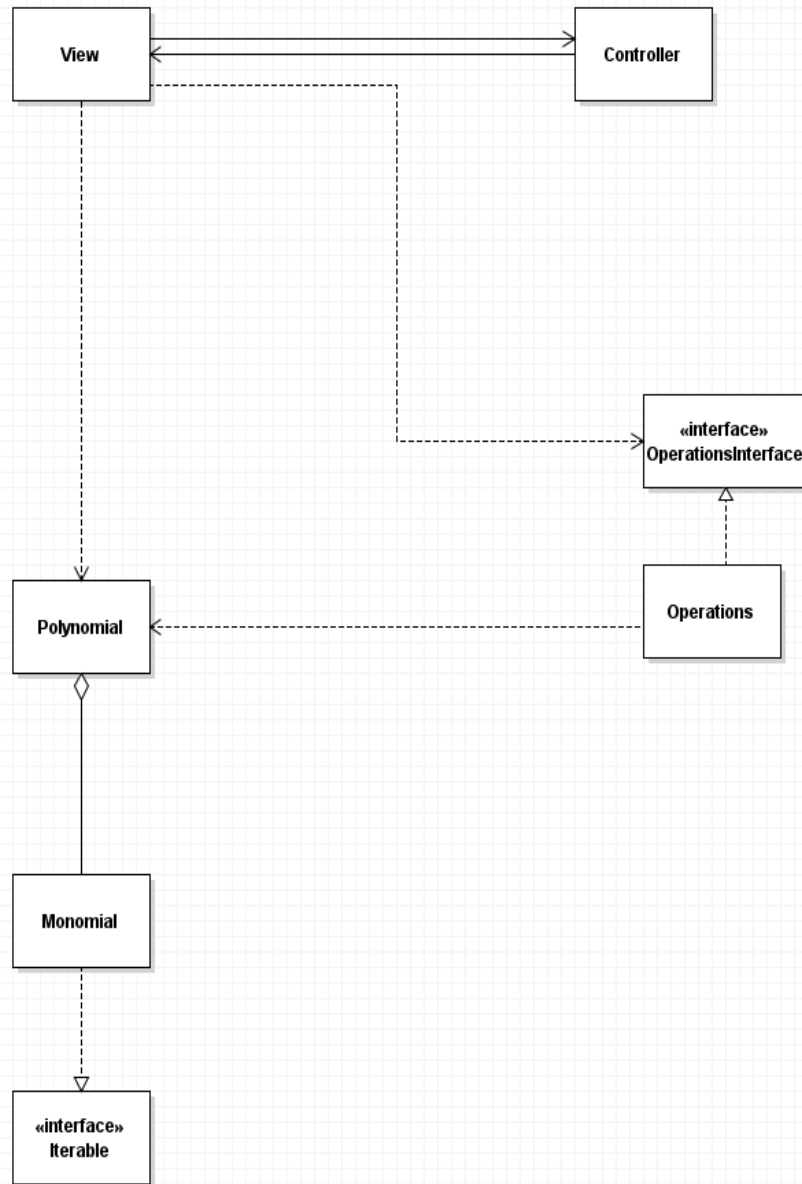 View
Controller
«interface»
OperationsInterface
Polynomial
Operations
Monomial
«interface»
Iterable